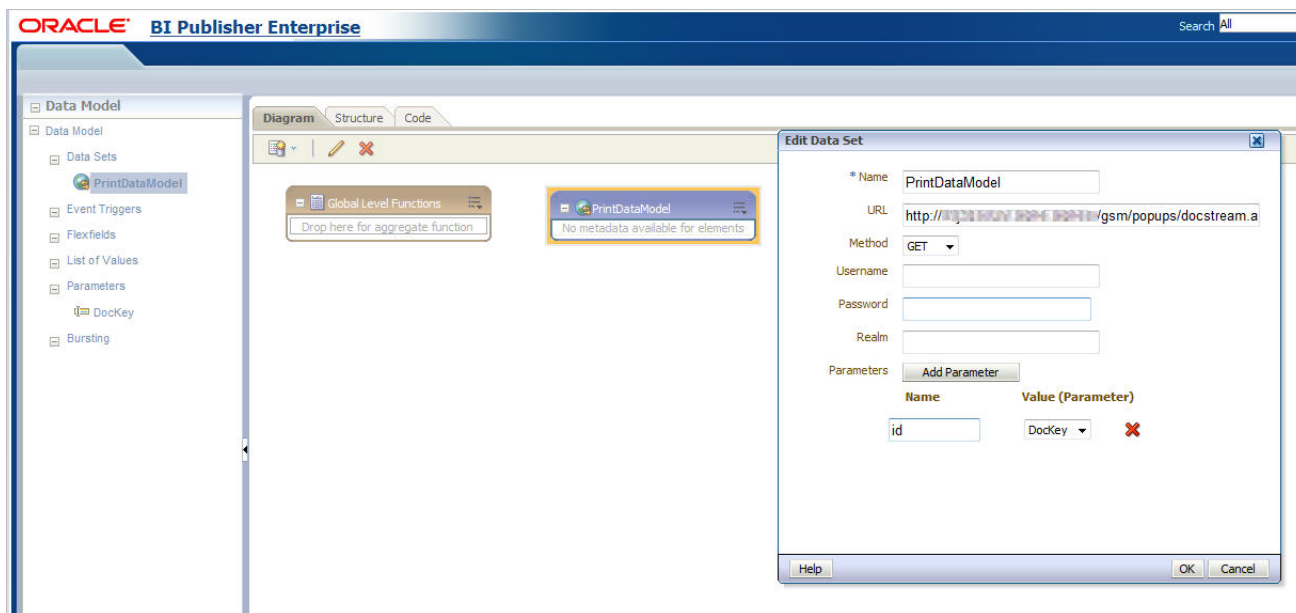 ORACLE BI Publisher Enterprise
Search All
Data Model
Data Model
Data Sets
PrintDataModel
Event Triggers
Flexfields
List of Values
Parameters
DocKey
Bursting
Diagram Structure Code
Global Level Functions
Drop here for aggregate function
PrintDataModel
No metadata available for elements
Edit Data Set
* Name PrintDataModel
URL http:// /gsm/popups/docstream.a
Method GET
Username
Password
Realm
Parameters Add Parameter
Name Value (Parameter)
id DocKey
Help OK Cancel